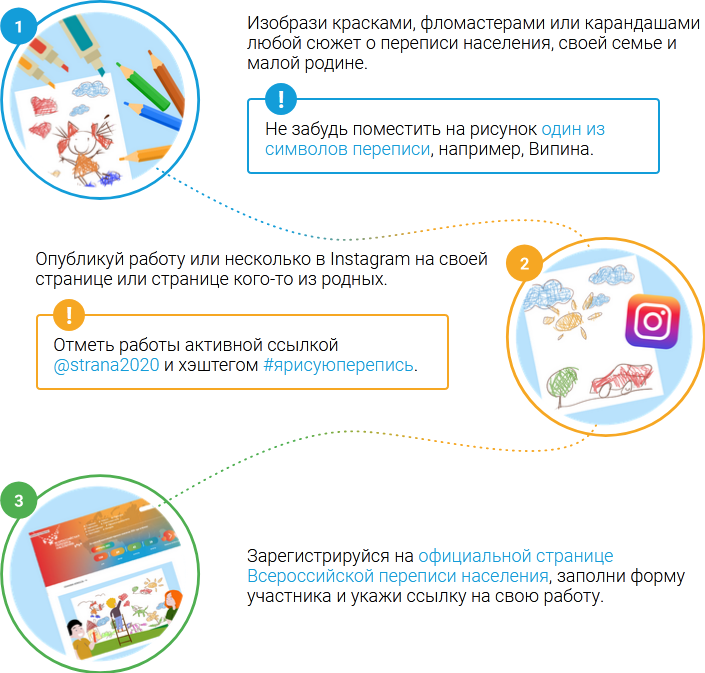 1
Изобрази красками, фломастерами или карандашами
любой сюжет о переписи населения, своей семье и
малой родине.
!
Не забудь поместить на рисунок один из
символов переписи, например, Випина.
2
Опубликуй работу или несколько в Instagram на своей
странице или странице кого-то из родных.
!
Отметь работы активной ссылкой
@strana2020 и хэштегом #ярисуюперепись.
3
Зарегистрируйся на официальной странице
Всероссийской переписи населения, заполни форму
участника и укажи ссылку на свою работу.